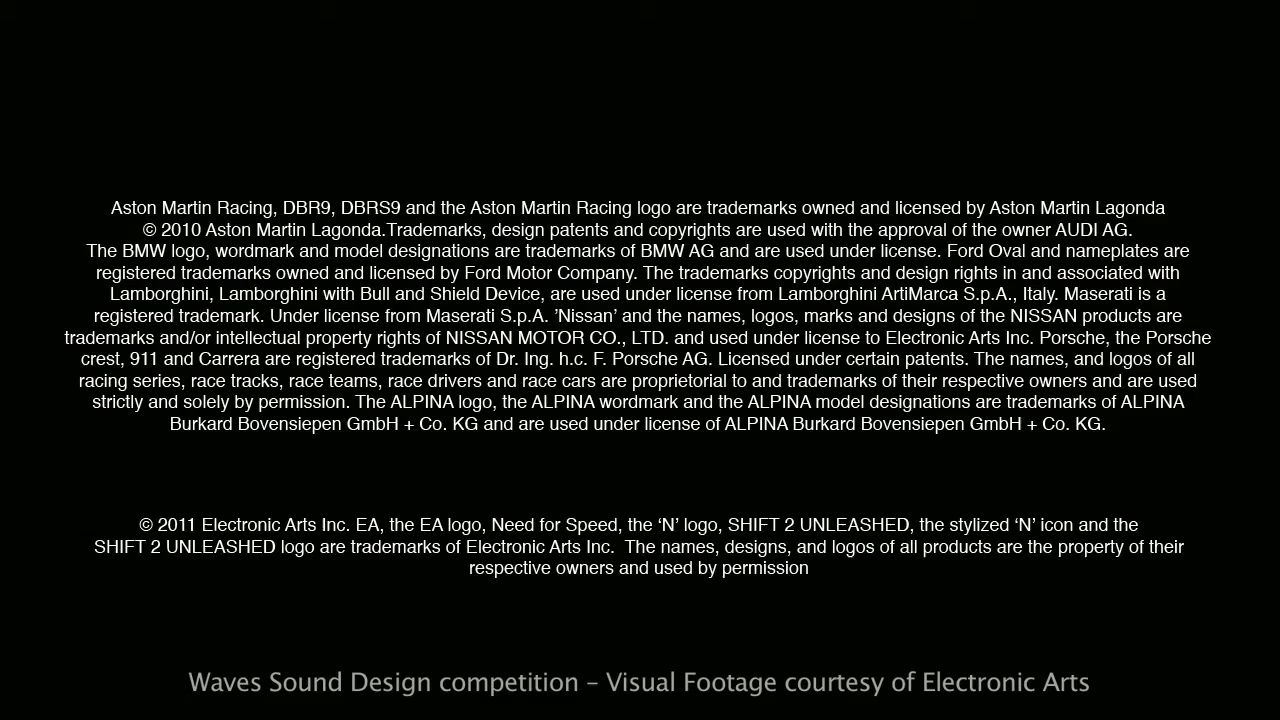 Aston Martin Racing, DBR9, DBRS9 and the Aston Martin Racing logo are trademarks owned and licensed by Aston Martin Lagonda
© 2010 Aston Martin Lagonda.Trademarks, design patents and copyrights are used with the approval of the owner AUDI AG.
The BMW logo, wordmark and model designations are trademarks of BMW AG and are used under license. Ford Oval and nameplates are
registered trademarks owned and licensed by Ford Motor Company. The trademarks copyrights and design rights in and associated with
Lamborghini, Lamborghini with Bull and Shield Device, are used under license from Lamborghini ArtiMarca S.p.A., Italy. Maserati is a
registered trademark. Under license from Maserati S.p.A. ’Nissan’ and the names, logos, marks and designs of the NISSAN products are
trademarks and/or intellectual property rights of NISSAN MOTOR CO., LTD. and used under license to Electronic Arts Inc. Porsche, the Porsche
crest, 911 and Carrera are registered trademarks of Dr. Ing. h.c. F. Porsche AG. Licensed under certain patents. The names, and logos of all
racing series, race tracks, race teams, race drivers and race cars are proprietorial to and trademarks of their respective owners and are used
strictly and solely by permission. The ALPINA logo, the ALPINA wordmark and the ALPINA model designations are trademarks of ALPINA
Burkard Bovensiepen GmbH + Co. KG and are used under license of ALPINA Burkard Bovensiepen GmbH + Co. KG.
© 2011 Electronic Arts Inc. EA, the EA logo, Need for Speed, the ‘N’ logo, SHIFT 2 UNLEASHED, the stylized ‘N’ icon and the
SHIFT 2 UNLEASHED logo are trademarks of Electronic Arts Inc.  The names, designs, and logos of all products are the property of their
respective owners and used by permission
Waves Sound Design competition – Visual Footage courtesy of Electronic Arts